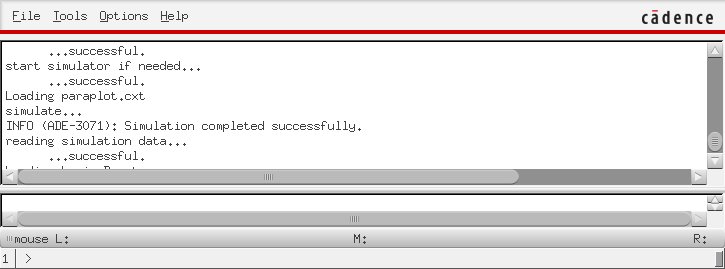 File Tools Options Help
cādence
...successful.
start simulator if needed...
...successful.
Loading paraplot.cxt
simulate...
INFO (ADE-3071): Simulation completed successfully.
reading simulation data...
...successful.
mouse L: M: R:
1 >